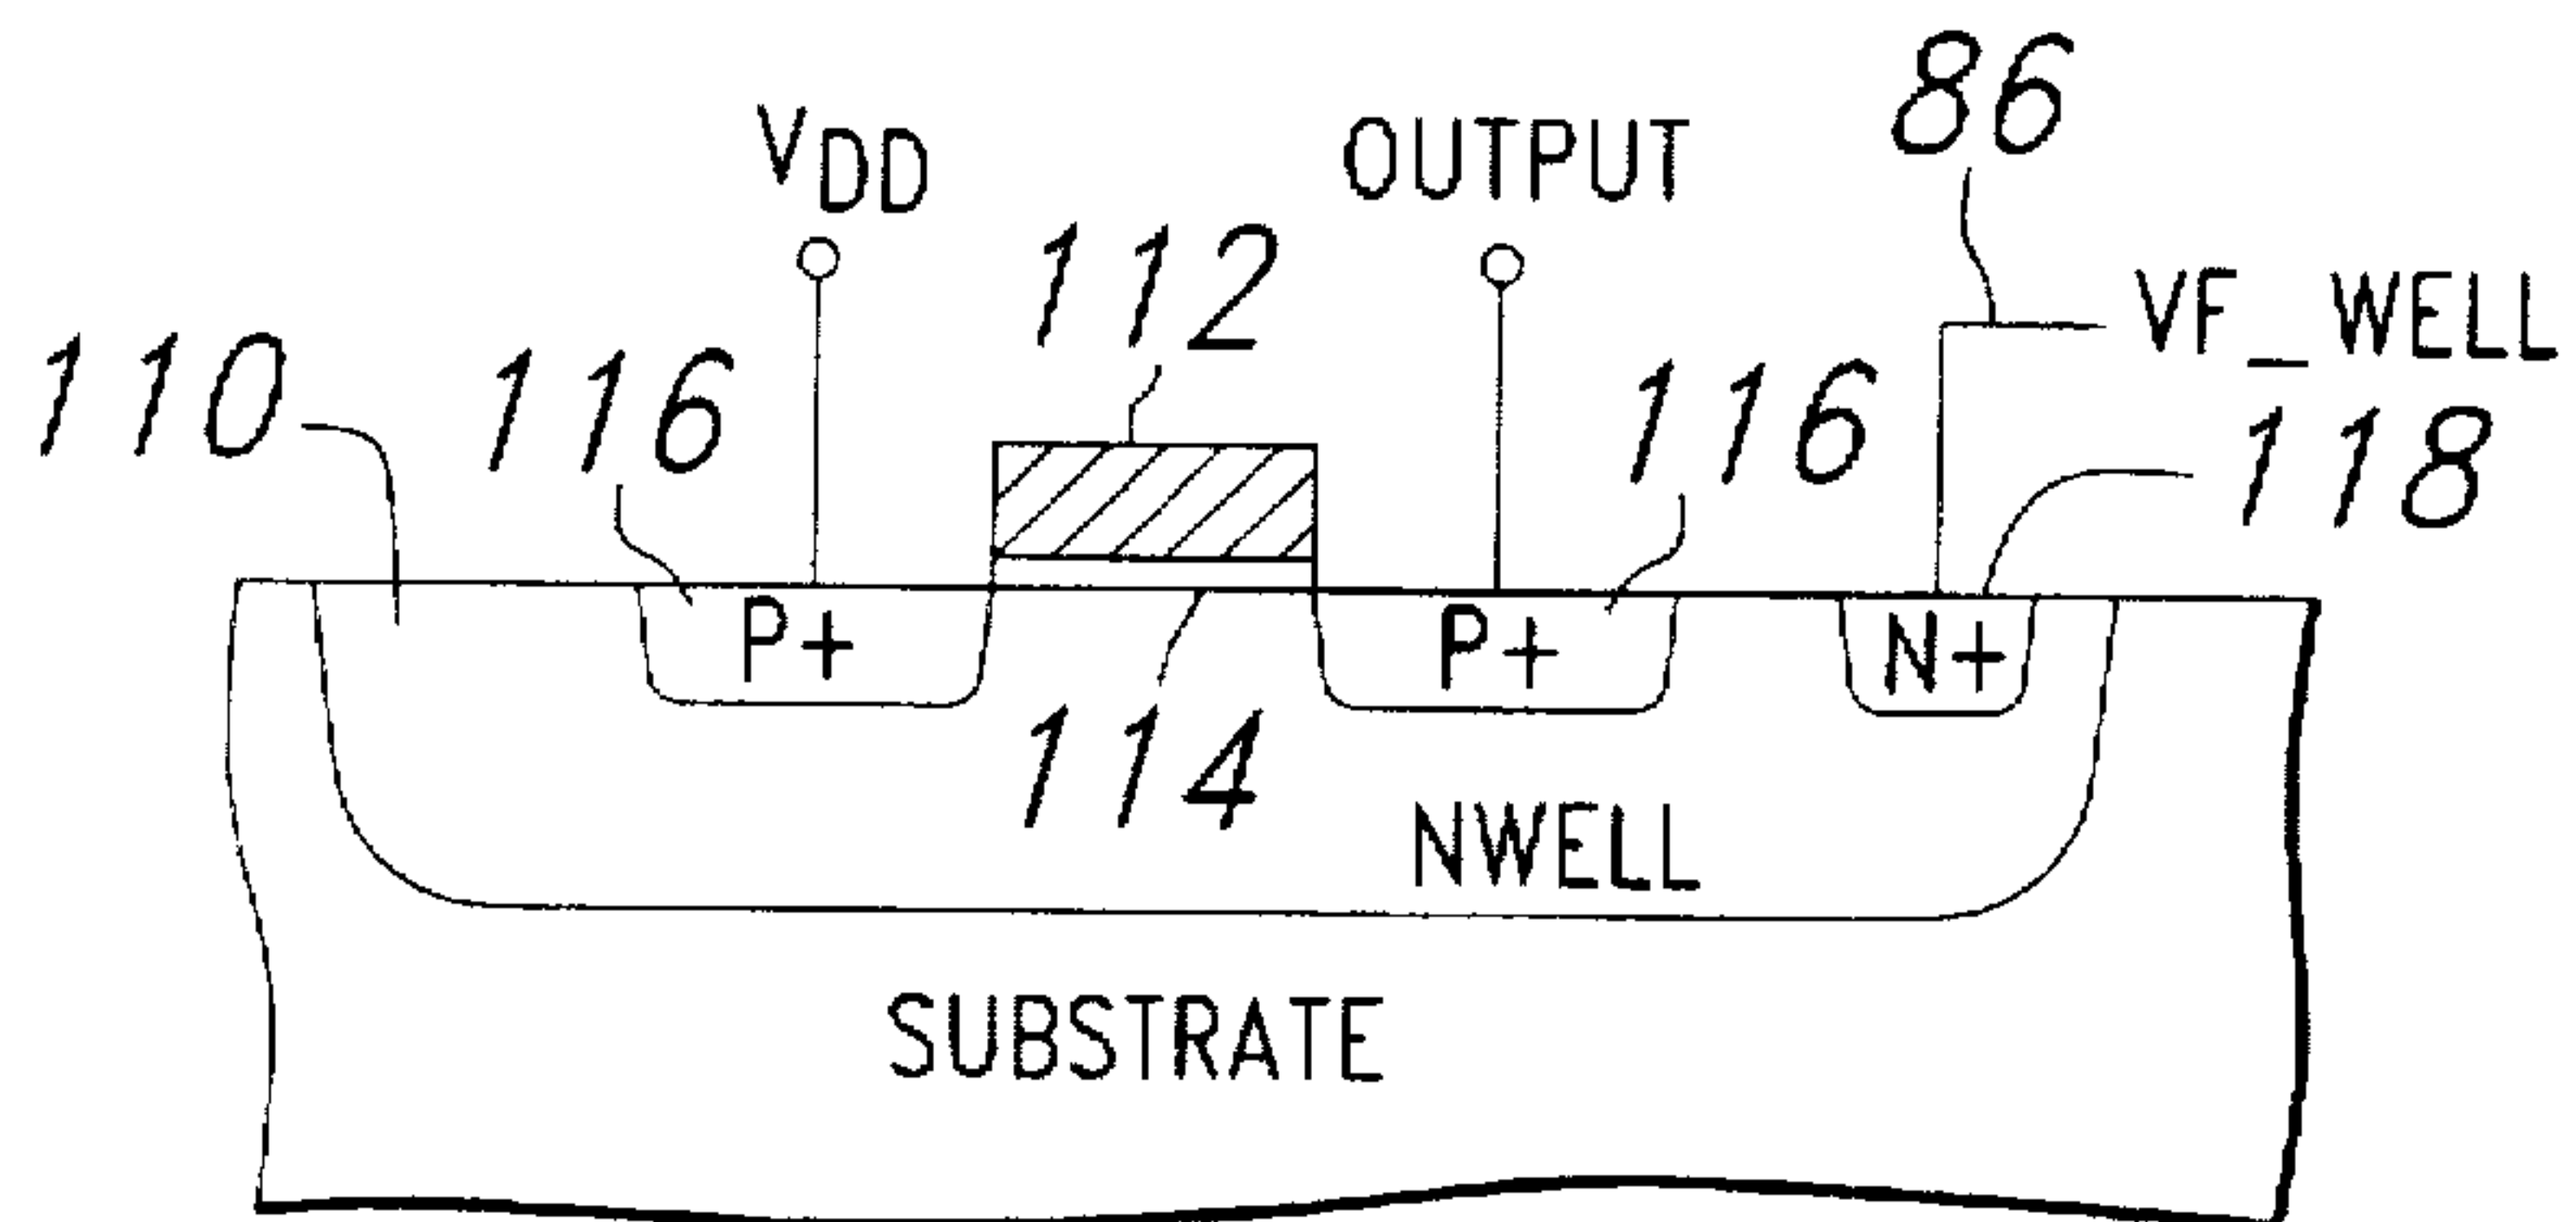 86
VDD
OUTPUT
112
VF_WELL
110
116
116
118
P+
P+
N+
114
NWELL
SUBSTRATE